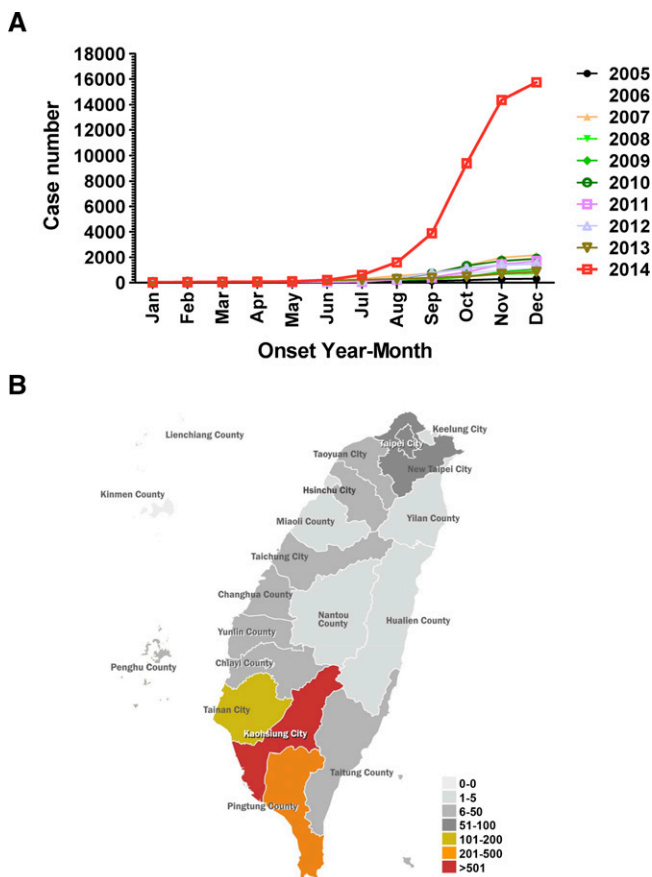 A
18000
16000
14000
12000
10000
8000
6000
4000
2000
0
Case number
Jan
Feb
Mar
Apr
May
Jun
Jul
Aug
Sep
Oct
Nov
Dec
Onset Year-Month
2005
2006
2007
2008
2009
2010
2011
2012
2013
2014
B
Lienchiang County
Kinmen County
Penghu County
Keelung City
Taipei City
Taoyuan City
New Taipei City
Hsinchu City
Miaoli County
Yilan County
Taichung City
Changhua County
Nantou
County
Hualien County
Yunlin County
Chiayi County
Tainan City
Kaohsiung City
Taitung County
Pingtung County
0-0
1-5
6-50
51-100
101-200
201-500
>501